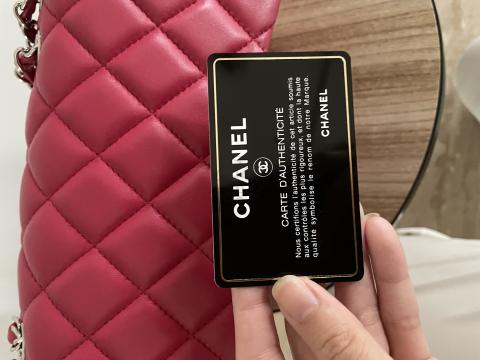 CHANEL
CARTE D'AUTHENTICITÉ
Nous certifions l'authenticité de cet article soumis
aux contrôles les plus rigoureux, et dont la haute
qualité symbolise le renom de notre Marque.
CHANEL